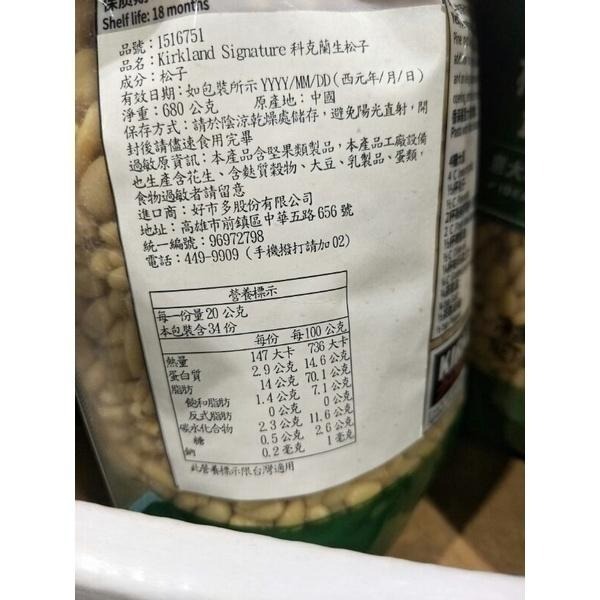 Shelf life: 18 months
品號：1516751
品名：Kirkland Signature 科克蘭生松子
成分：松子
有效日期：如包裝所示 YYYY/MM/DD (西元年/月/日)
淨重：680 公克 原產地：中國
保存方式：請於陰涼乾燥處儲存，避免陽光直射，開
封後請儘速食用完畢
過敏原資訊：本產品含堅果類製品，本產品工廠設備
也生產含花生、含麩質穀物、大豆、乳製品、蛋類，
食物過敏者請留意
進口商：好市多股份有限公司
地址：高雄市前鎮區中華五路 656 號
統一編號：96972798
電話：449-9909 (手機撥打請加 02)
營養標示
每一份量 20 公克
本包裝含 34 份
每份 每 100 公克
熱量 147 大卡 736 大卡
蛋白質 2.9 公克 14.6 公克
脂肪 14 公克 70.1 公克
飽和脂肪 1.4 公克 7.1 公克
反式脂肪 0 公克 0 公克
碳水化合物 2.3 公克 11.6 公克
糖 0.5 公克 2.6 公克
鈉 0.2 毫克 1 毫克
此營養標示限台灣適用